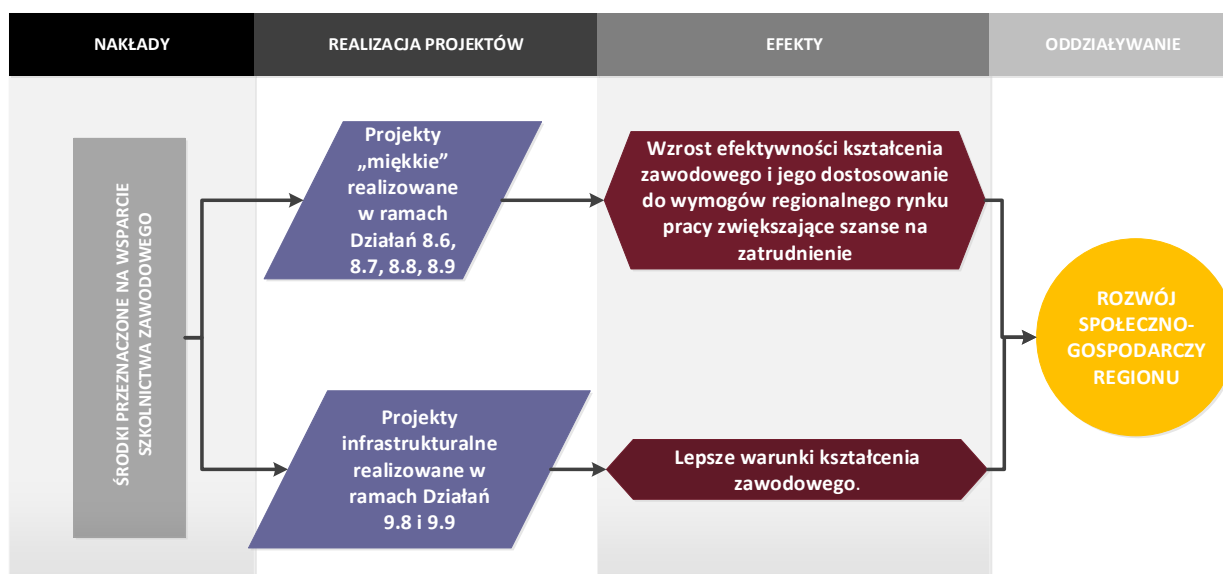 NAKŁADY
REALIZACJA PROJEKTÓW
EFEKTY
ODDZIAŁYWANIE
ŚRODKI PRZEZNACZONE NA WSPARCIE
SZKOLNICTWA ZAWODOWEGO
Projekty
„miękkie”
realizowane
w ramach
Działań 8.6,
8.7, 8.8, 8.9
Wzrost efektywności kształcenia
zawodowego i jego dostosowanie
do wymogów regionalnego rynku
pracy zwiększające szanse na
zatrudnienie
Projekty
infrastrukturalne
realizowane w
ramach Działań
9.8 i 9.9
Lepsze warunki kształcenia
zawodowego.
ROZWÓJ
SPOŁECZNO-
GOSPODARCZY
REGIONU